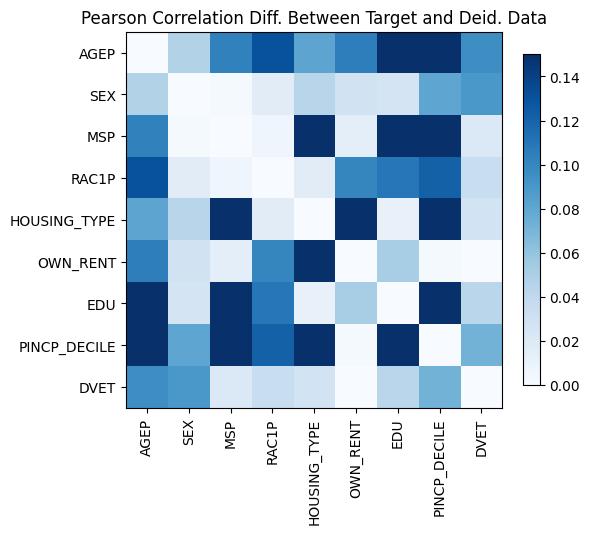 Pearson Correlation Diff. Between Target and Deid. Data
AGEP
SEX
MSP
RAC1P
HOUSING_TYPE
OWN_RENT
EDU
PINCP_DECILE
DVET
AGEP
SEX
MSP
RAC1P
HOUSING_TYPE
OWN_RENT
EDU
PINCP_DECILE
DVET
0.14
0.12
0.10
0.08
0.06
0.04
0.02
0.00